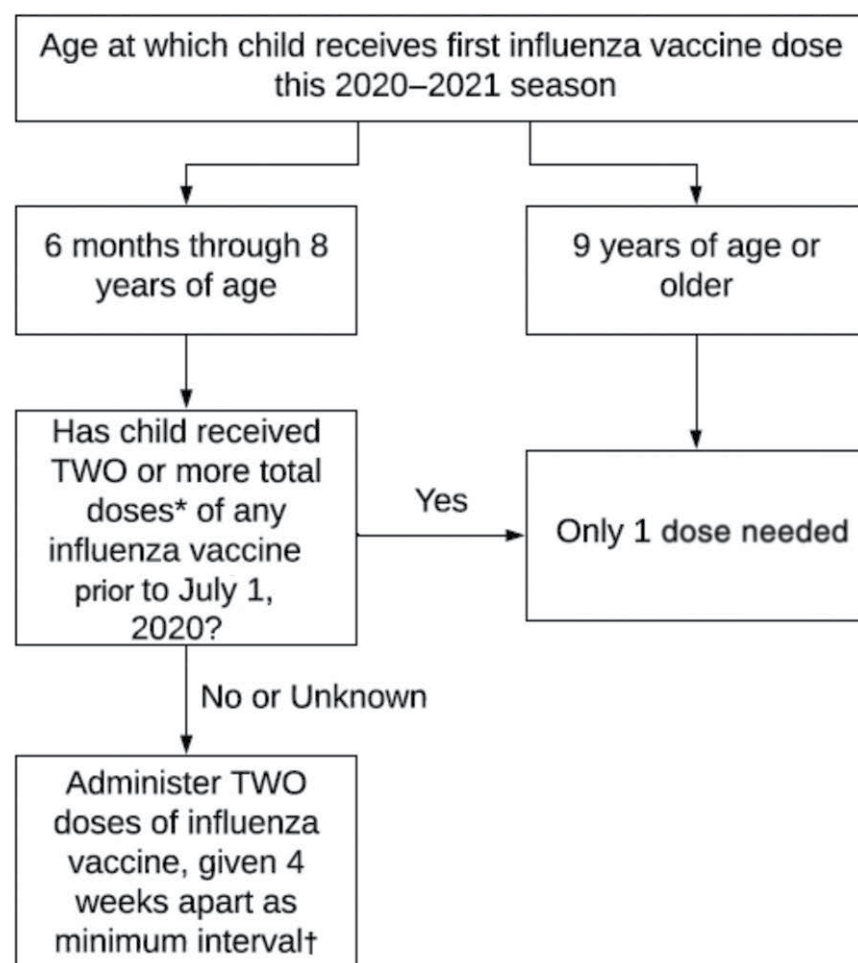 Age at which child receives first influenza vaccine dose
this 2020–2021 season
6 months through 8
years of age
9 years of age or
older
Has child received
TWO or more total
doses* of any
influenza vaccine
prior to July 1,
2020?
Yes
Only 1 dose needed
No or Unknown
Administer TWO
doses of influenza
vaccine, given 4
weeks apart as
minimum interval†